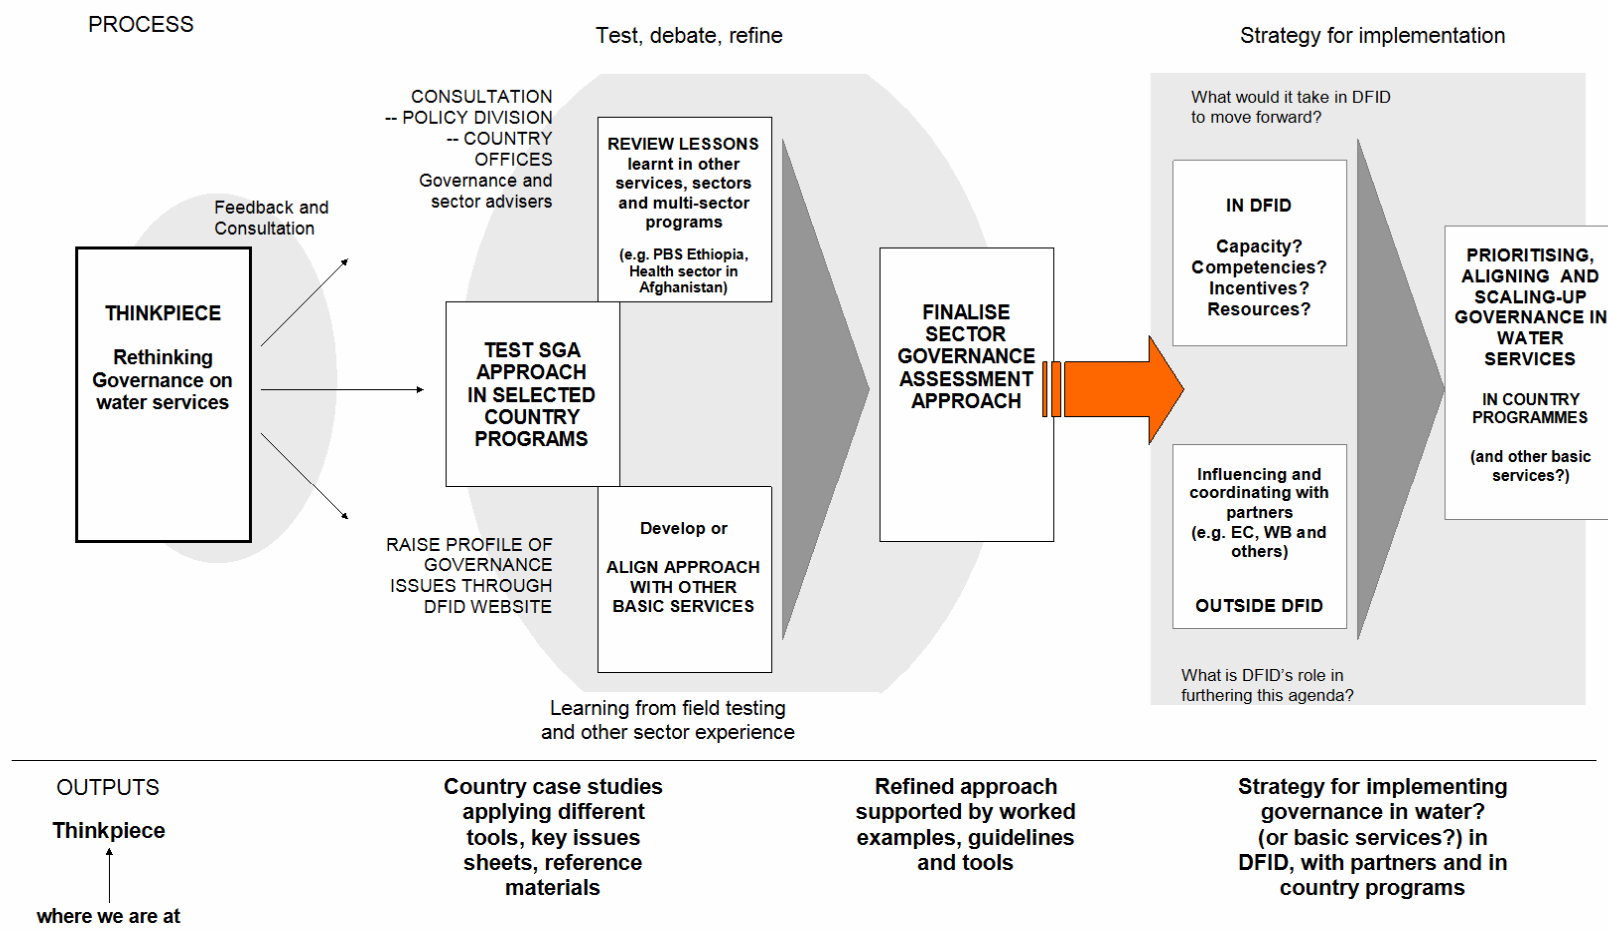 PROCESS
Test, debate, refine
Strategy for implementation
Feedback and
Consultation
THINKPIECE
Rethinking
Governance on
water services
CONSULTATION
-- POLICY DIVISION
-- COUNTRY
OFFICES
Governance and
sector advisers
RAISE PROFILE OF
GOVERNANCE
ISSUES THROUGH
DFID WEBSITE
REVIEW LESSONS
learnt in other
services, sectors
and multi-sector
programs
(e.g. PBS Ethiopia,
Health sector in
Afghanistan)
TEST SGA
APPROACH
IN SELECTED
COUNTRY
PROGRAMS
Develop or
ALIGN APPROACH
WITH OTHER
BASIC SERVICES
Learning from field testing
and other sector experience
FINALISE
SECTOR
GOVERNANCE
ASSESSMENT
APPROACH
What would it take in DFID
to move forward?
IN DFID
Capacity?
Competencies?
Incentives?
Resources?
Influencing and
coordinating with
partners
(e.g. EC, WB and
others)
OUTSIDE DFID
What is DFID's role in
furthering this agenda?
PRIORITISING,
ALIGNING AND
SCALING-UP
GOVERNANCE IN
WATER
SERVICES
IN COUNTRY
PROGRAMMES
(and other basic
services?)
OUTPUTS
Thinkpiece
where we are at
Country case studies
applying different
tools, key issues
sheets, reference
materials
Refined approach
supported by worked
examples, guidelines
and tools
Strategy for implementing
governance in water?
(or basic services?) in
DFID, with partners and in
country programs